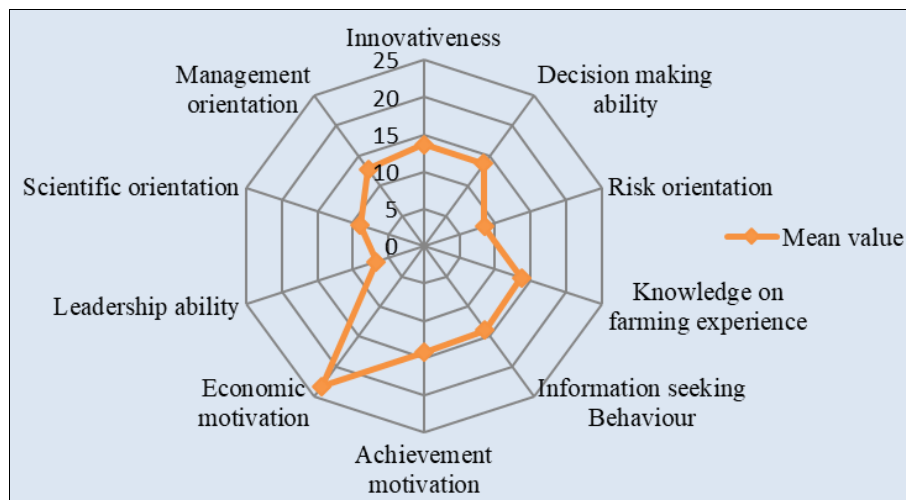 Innovativeness
25
20
15
10
5
0
Decision making
ability
Risk orientation
Knowledge on
farming experience
Information seeking
Behaviour
Achievement
motivation
Economic
motivation
Leadership ability
Scientific orientation
Management
orientation
Mean value